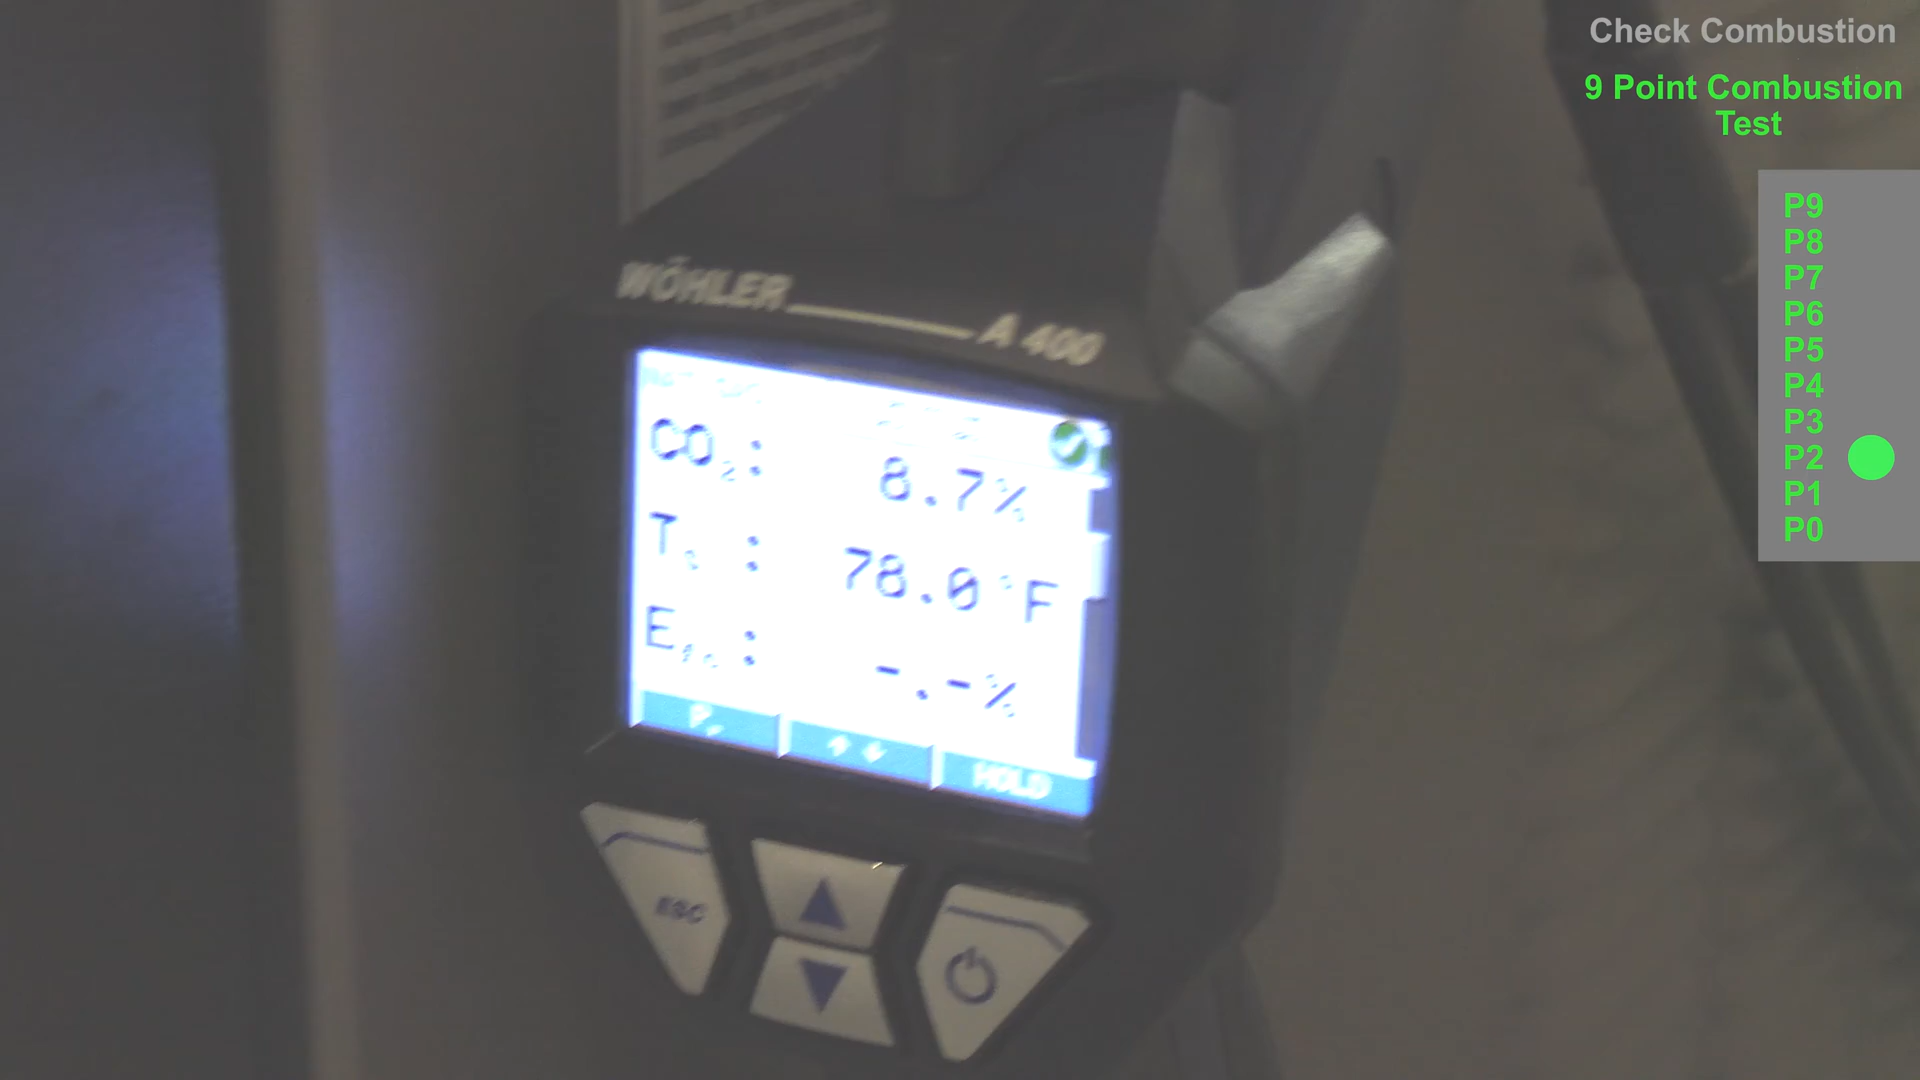 Check Combustion
9 Point Combustion
Test
P9
P8
P7
P6
P5
P4
P3
P2
P1
P0
WÖHLER A 400
CO₂: 8.7%
78.0°F
-.-%
HOLD
ESC